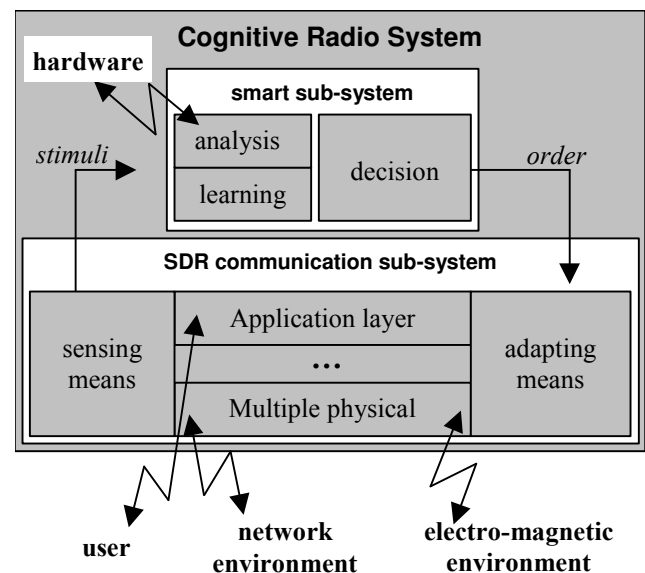 Cognitive Radio System
hardware
smart sub-system
stimuli
analysis
learning
decision
order
SDR communication sub-system
sensing
means
Application layer
...
Multiple physical
adapting
means
user
network
environment
electro-magnetic
environment